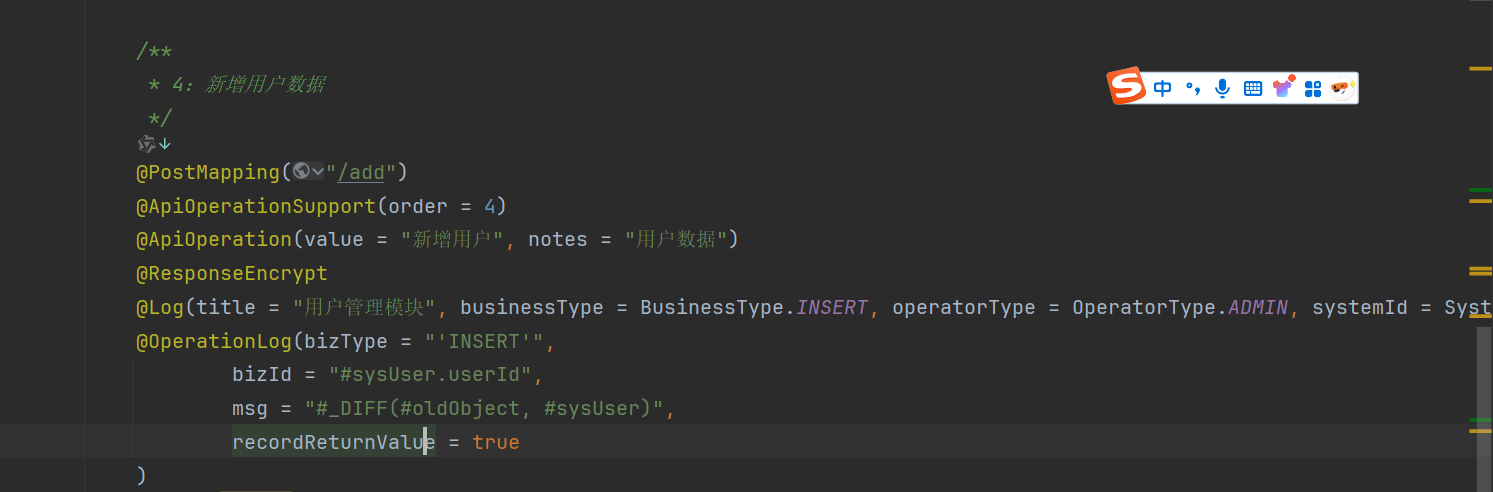 /**
 * 4: 新增用户数据
 */
@PostMapping("/add")
@ApiOperationSupport(order = 4)
@ApiOperation(value = "新增用户", notes = "用户数据")
@ResponseEncrypt
@Log(title = "用户管理模块", businessType = BusinessType.INSERT, operatorType = OperatorType.ADMIN, systemId = Syst
@OperationLog(bizType = "'INSERT'",
bizId = "#sysUser.userId",
msg = "#_DIFF(#oldObject, #sysUser)",
recordReturnValue = true
)
S 中 °,